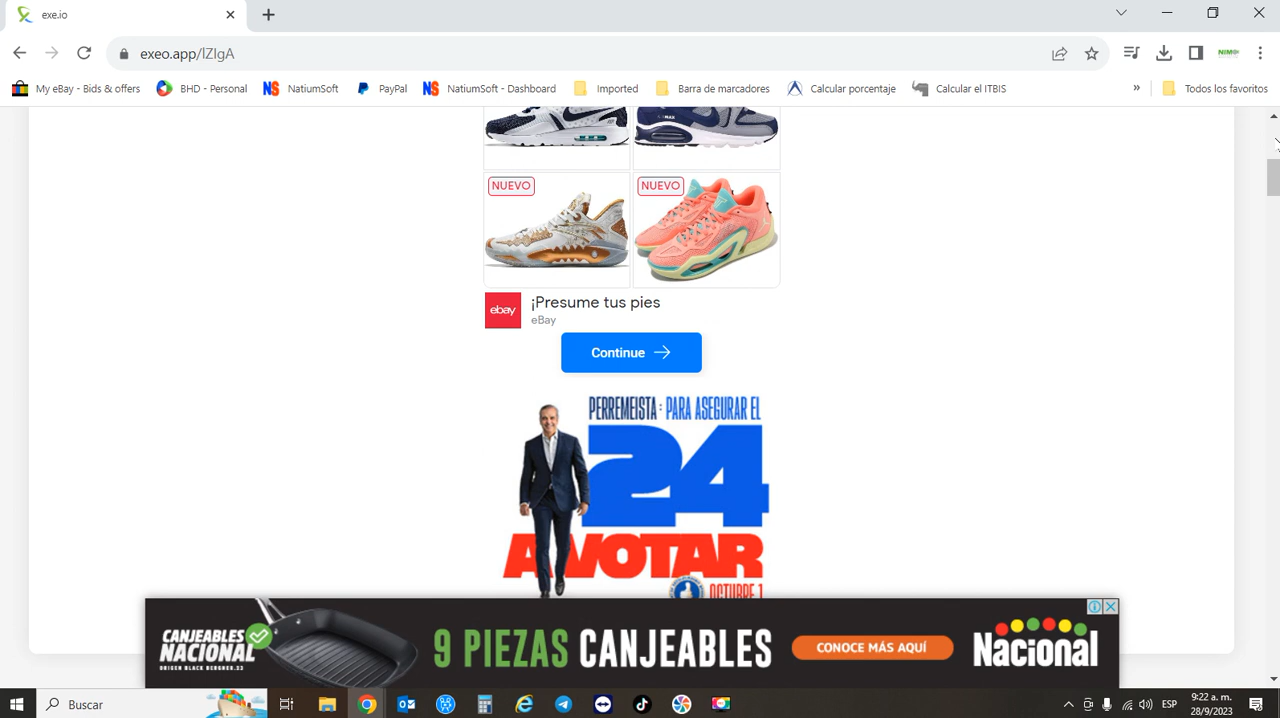 exe.io
exeo.app/lZIgA
My eBay - Bids & offers
BHD - Personal
NatiumSoft
PayPal
NatiumSoft - Dashboard
Imported
Barra de marcadores
Calcular porcentaje
Calcular el ITBIS
»
Todos los favoritos
NUEVO
NUEVO
ebay
¡Presume tus pies
eBay
Continue
PERREMEISTA : PARA ASEGURAR EL
24
A VOTAR
OCTUBRE 1
CANJEABLES
NACIONAL
9 PIEZAS CANJEABLES
CONOCE MÁS AQUÍ
Nacional
Buscar
ESP
9:22 a. m.
28/9/2023